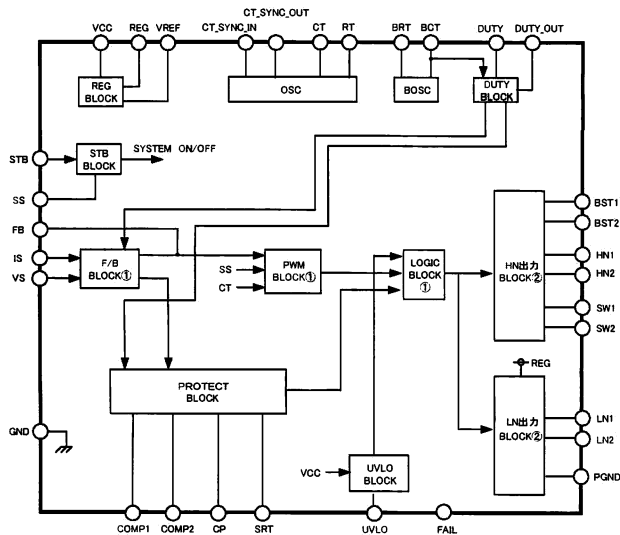 CT_SYNC_OUT
VCC REG VREF CT_SYNC_IN CT RT BRT BCT DUTY DUTY_OUT
REG
BLOCK
OSC
BOSC
DUTY
BLOCK
STB
STB
BLOCK
SYSTEM ON/OFF
SS
FB
IS
VS
F/B
BLOCK①
SS
CT
PWM
BLOCK①
LOGIC
BLOCK
①
HN出力
BLOCK②
BST1
BST2
HN1
HN2
SW1
SW2
PROTECT
BLOCK
REG
LN出力
BLOCK②
LN1
LN2
PGND
GND
VCC
UVLO
BLOCK
COMP1 COMP2 CP SRT UVLO FAIL